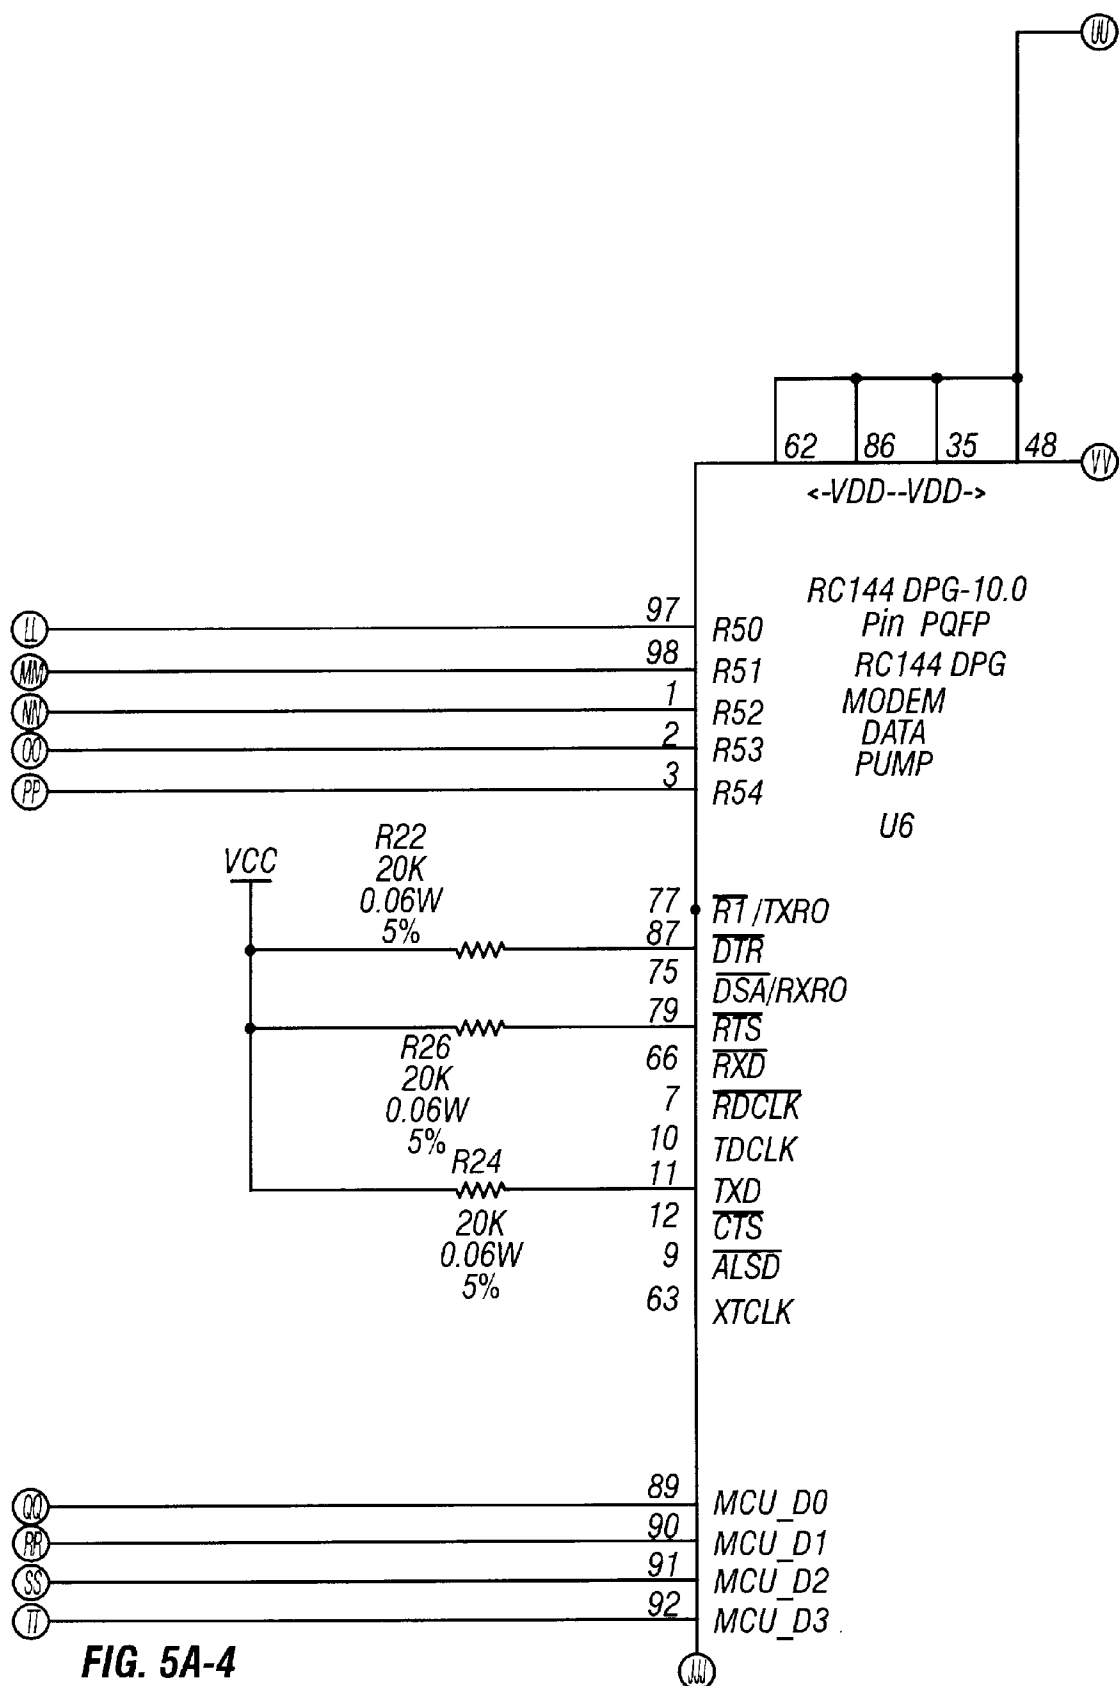 UU
62 86 35 48
VV
<-VDD--VDD->
RC144 DPG-10.0
Pin PQFP
RC144 DPG
MODEM
DATA
PUMP
U6
LL 97 R50
MM 98 R51
NN 1 R52
OO 2 R53
PP 3 R54
VCC
R22
20K
0.06W
5%
77 R1/TXRO
87 DTR
75 DSA/RXRO
79 RTS
R26
20K
0.06W
5%
66 RXD
7 RDCLK
10 TDCLK
R24
11 TXD
20K
0.06W
5%
12 CTS
9 ALSD
63 XTCLK
QQ 89 MCU_D0
RR 90 MCU_D1
SS 91 MCU_D2
TT 92 MCU_D3
FIG. 5A-4